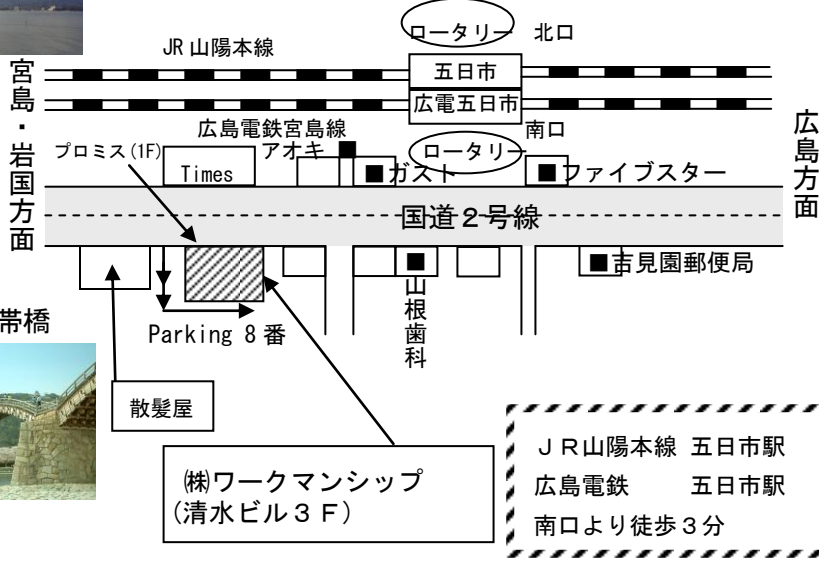 ロータリー 北口
JR山陽本線
五日市
広電五日市
宮島・岩国方面
広島方面
広島電鉄宮島線
南口
プロミス(1F)
アオキ ■
ロータリー
Times
■ガスト
■ファイブスター
国道2号線
■吉見園郵便局
■山根歯科
帯橋
Parking 8番
散髪屋
㈱ワークマンシップ
(清水ビル3F)
JR山陽本線 五日市駅
広島電鉄 五日市駅
南口より徒歩3分